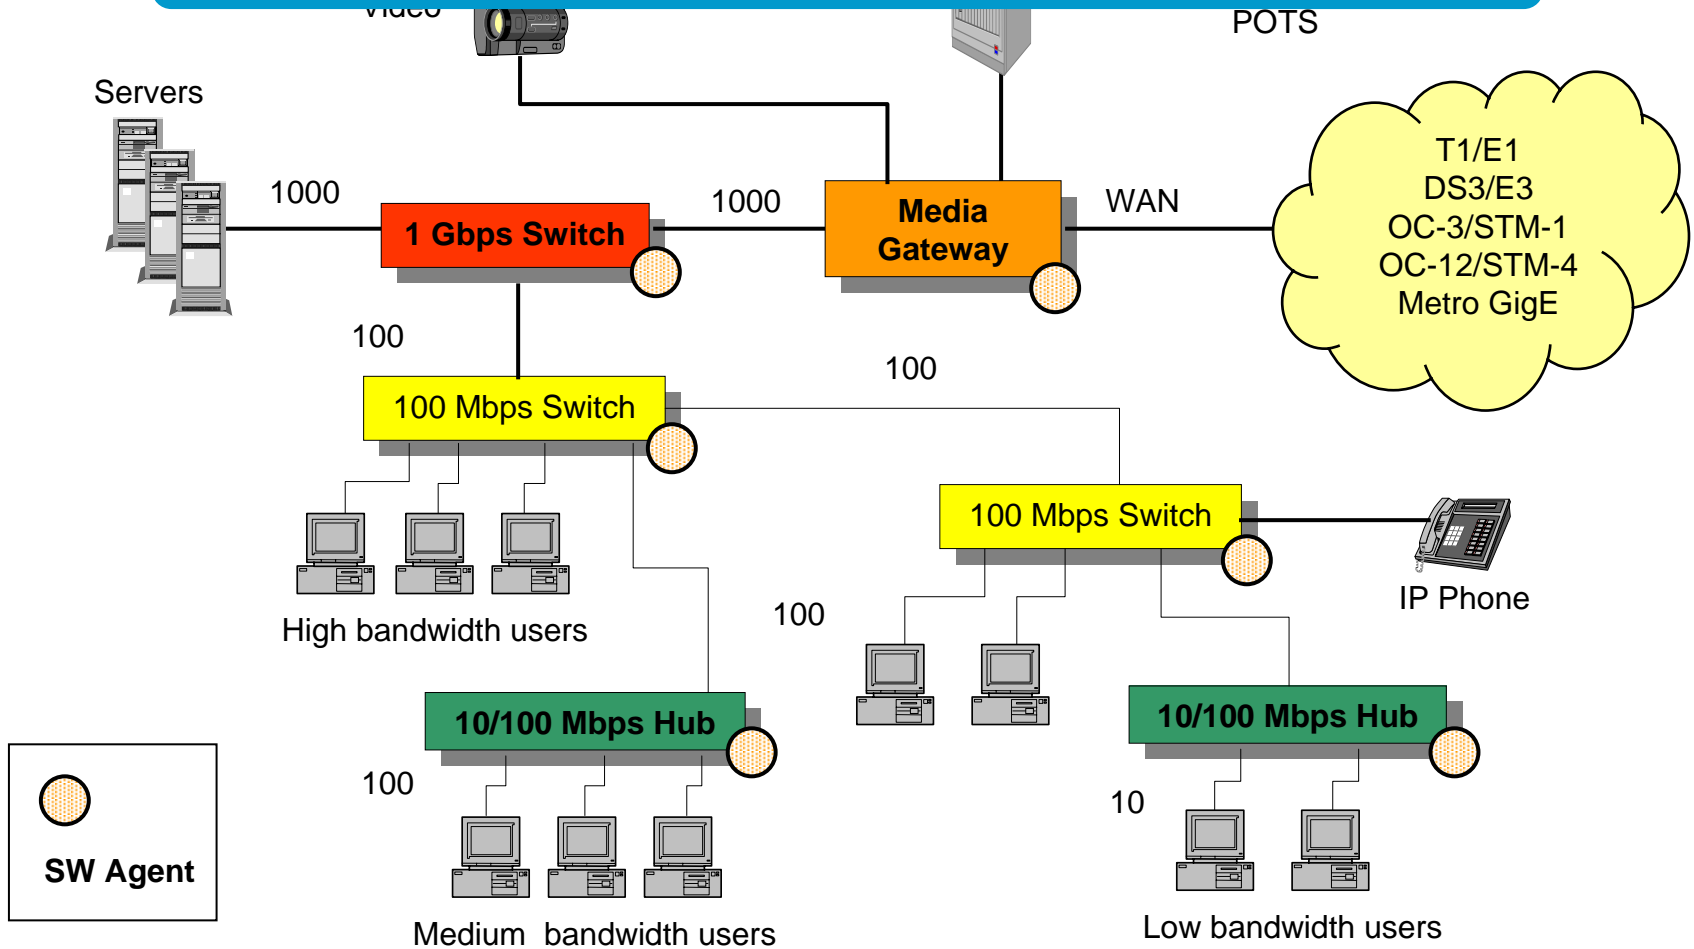 Video
POTS
Servers
1000
1 Gbps Switch
1000
Media
Gateway
WAN
T1/E1
DS3/E3
OC-3/STM-1
OC-12/STM-4
Metro GigE
100
100
100 Mbps Switch
100 Mbps Switch
IP Phone
High bandwidth users
100
10/100 Mbps Hub
10/100 Mbps Hub
100
10
SW Agent
Medium bandwidth users
Low bandwidth users